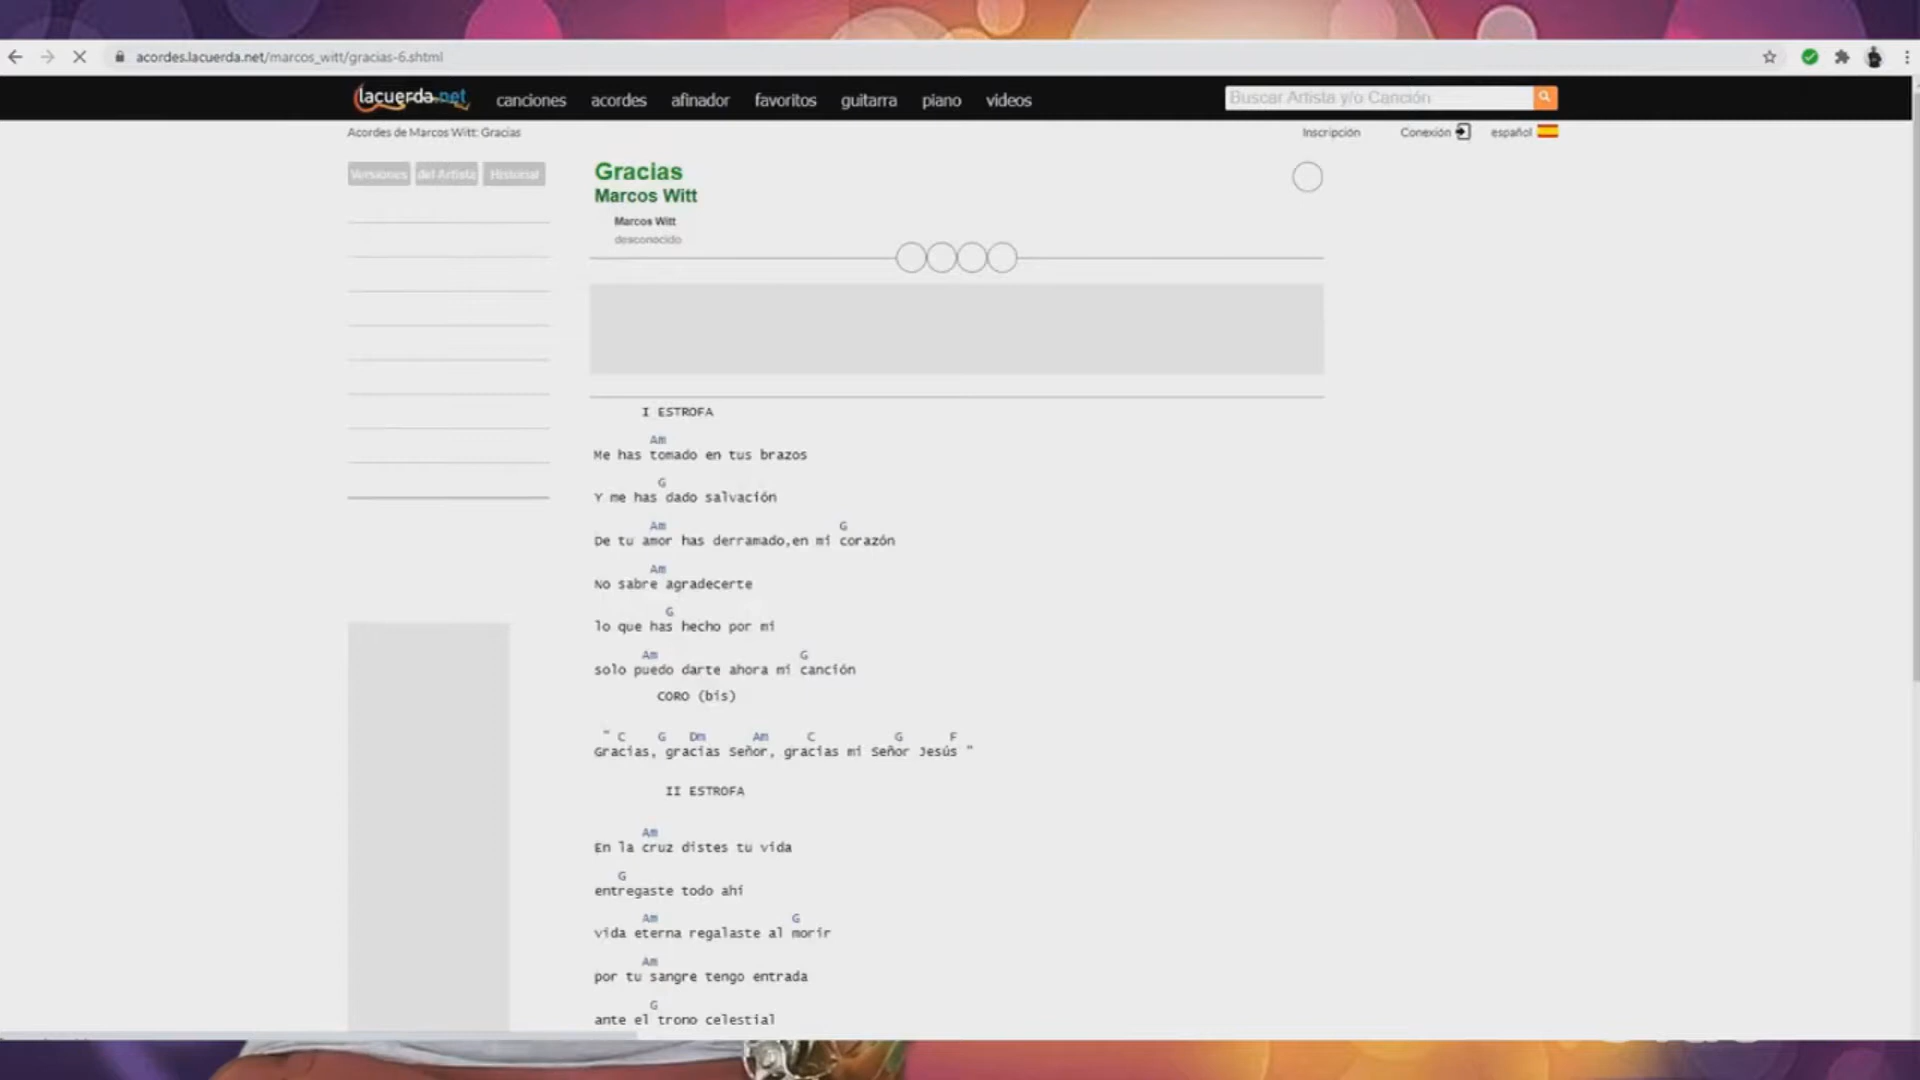 acordes.lacuerda.net/marcos_witt/gracias-6.shtml
lacuerda.net canciones acordes afinador favoritos guitarra piano videos Buscar Artista y/o Canción
Acordes de Marcos Witt: Gracias Inscripción Conexión español
Versiones del Artista Historial
Gracias
Marcos Witt
Marcos Witt
desconocido
I ESTROFA
Am
Me has tomado en tus brazos
G
Y me has dado salvación
Am G
De tu amor has derramado,en mi corazón
Am
No sabre agradecerte
G
lo que has hecho por mi
Am G
solo puedo darte ahora mi canción
CORO (bis)
" C G Dm Am C G F
Gracias, gracias Señor, gracias mi Señor Jesús "
II ESTROFA
Am
En la cruz distes tu vida
G
entregaste todo ahí
Am G
vida eterna regalaste al morir
Am
por tu sangre tengo entrada
G
ante el trono celestial